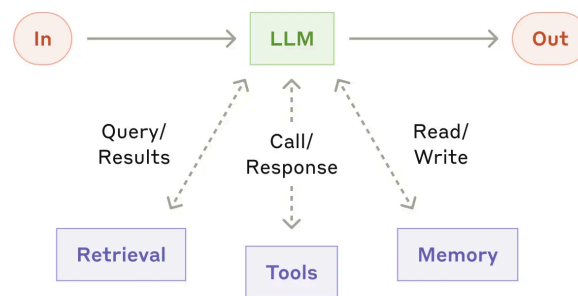 In
LLM
Out
Query/
Results
Call/
Response
Read/
Write
Retrieval
Tools
Memory